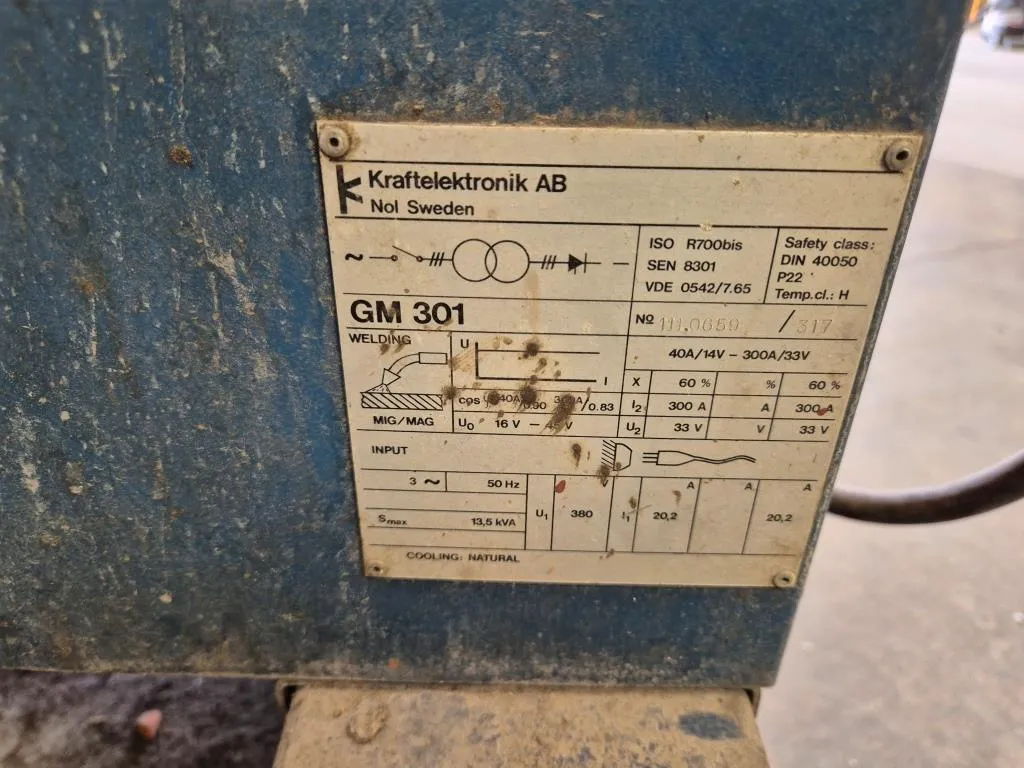 Kraftelektronik AB
Nol Sweden
ISO R700bis
SEN 8301
VDE 0542/7.65
Safety class:
DIN 40050
P22
Temp.cl.: H
GM 301
Nº 111.0659 /317
WELDING
MIG/MAG
U
I
cos 40A/0.90 /0.83
U₀ 16 V –
40A/14V – 300A/33V
X 60 % % 60 %
I₂ 300 A A 300 A
U₂ 33 V V 33 V
INPUT
3 ~ 50 Hz
Smax 13,5 kVA
U₁ V 380
I₁ A A A
20,2 20,2
COOLING: NATURAL